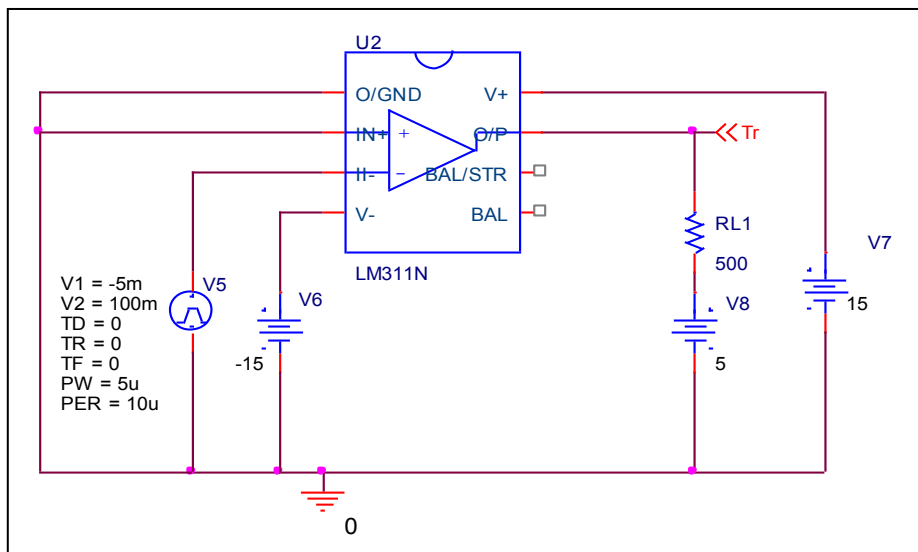 U2
O/GND
V+
IN+
+
O/P
Tr
II-
−
BAL/STR
V-
BAL
RL1
500
LM311N
V7
15
V5
V1 = -5m
V2 = 100m
TD = 0
TR = 0
TF = 0
PW = 5u
PER = 10u
V6
-15
V8
5
0